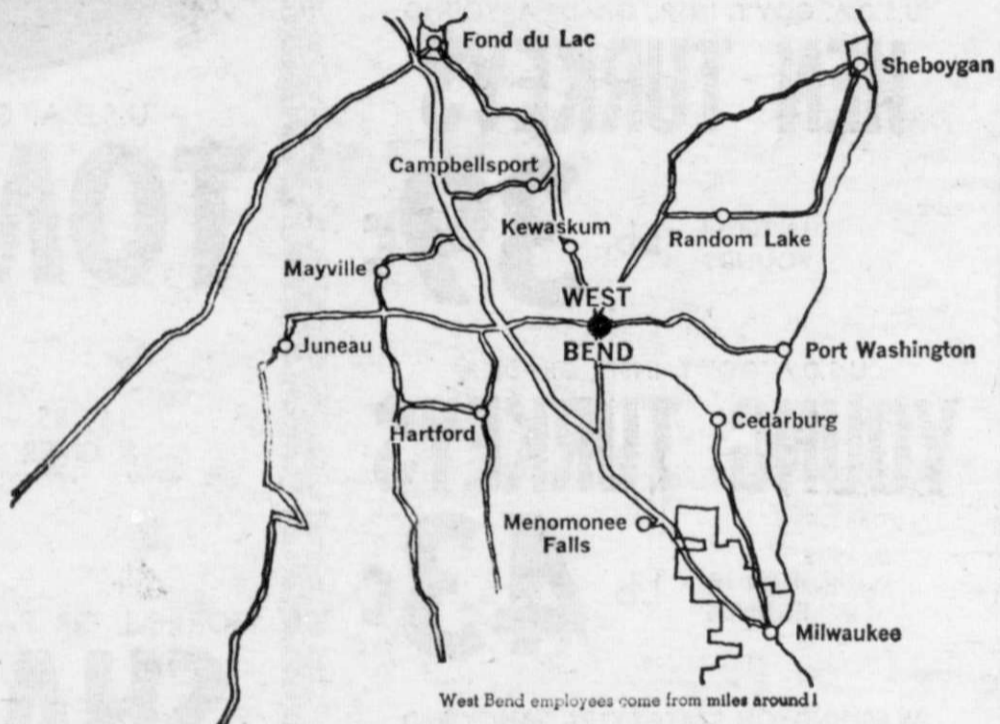 Fond du Lac
Sheboygan
Campbellsport
Kewaskum
Random Lake
Mayville
WEST
BEND
Juneau
Port Washington
Hartford
Cedarburg
Menomonee
Falls
Milwaukee
West Bend employees come from miles around!